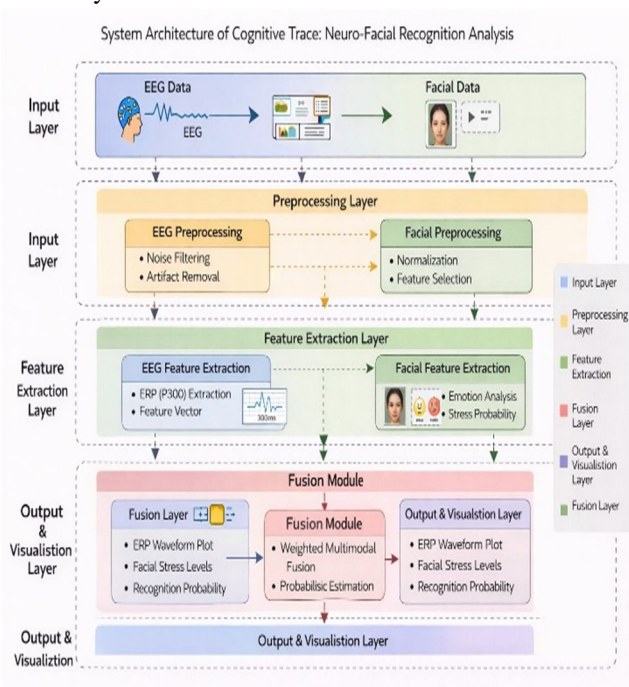 System Architecture of Cognitive Trace: Neuro-Facial Recognition Analysis
Input
Layer
EEG Data
EEG
Facial Data
Input
Layer
Preprocessing Layer
EEG Preprocessing
• Noise Filtering
• Artifact Removal
Facial Preprocessing
• Normalization
• Feature Selection
Feature
Extraction
Layer
Feature Extraction Layer
EEG Feature Extraction
• ERP (P300) Extraction
• Feature Vector
300ms
Facial Feature Extraction
• Emotion Analysis
• Stress Probability
Output
&
Visualistion
Layer
Fusion Module
Fusion Layer
• ERP Waveform Plot
• Facial Stress Levels
• Recognition Probability
Fusion Module
• Weighted Multimodal
Fusion
• Probabilisic Estimation
Output & Visualstion Layer
• ERP Waveform Plot
• Facial Stress Levels
• Recognition Probability
Output &
Visualiztion
Output & Visualistion Layer
Input Layer
Preprocessing
Layer
Feature
Extraction
Fusion
Layer
Output &
Visualistion
Layer
Fusion Layer